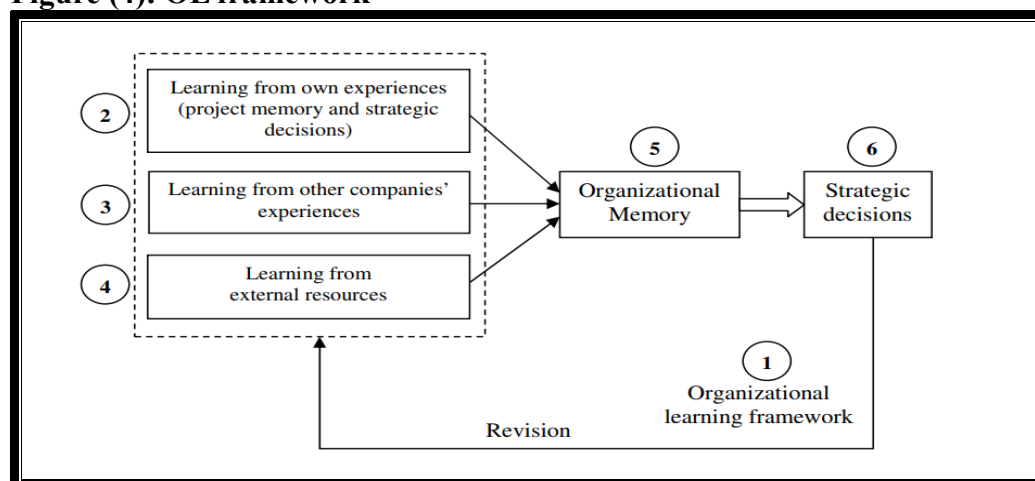 Figure (4): OL framework
Learning from own experiences
(project memory and strategic
decisions)
2
Learning from other companies’
experiences
3
Learning from
external resources
4
5
Organizational
Memory
6
Strategic
decisions
1
Organizational
learning framework
Revision